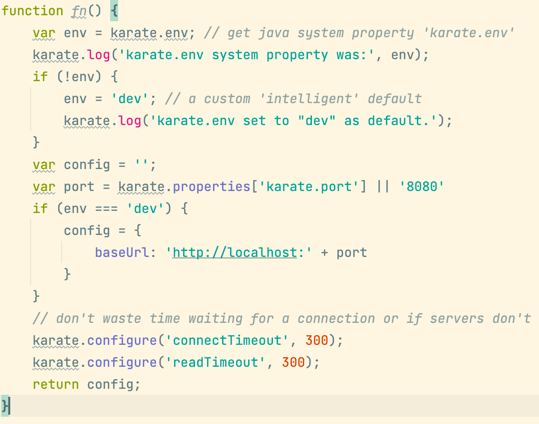 function fn() {
    var env = karate.env; // get java system property 'karate.env'
    karate.log('karate.env system property was:', env);
    if (!env) {
        env = 'dev'; // a custom 'intelligent' default
        karate.log('karate.env set to "dev" as default.');
    }
    var config = '';
    var port = karate.properties['karate.port'] || '8080'
    if (env === 'dev') {
        config = {
            baseUrl: 'http://localhost:' + port
        }
    }
    // don't waste time waiting for a connection or if servers don't
    karate.configure('connectTimeout', 300);
    karate.configure('readTimeout', 300);
    return config;
}